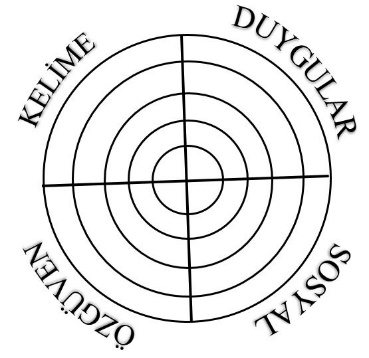 KELİME
DUYGULAR
ÖZGÜVEN
SOSYAL